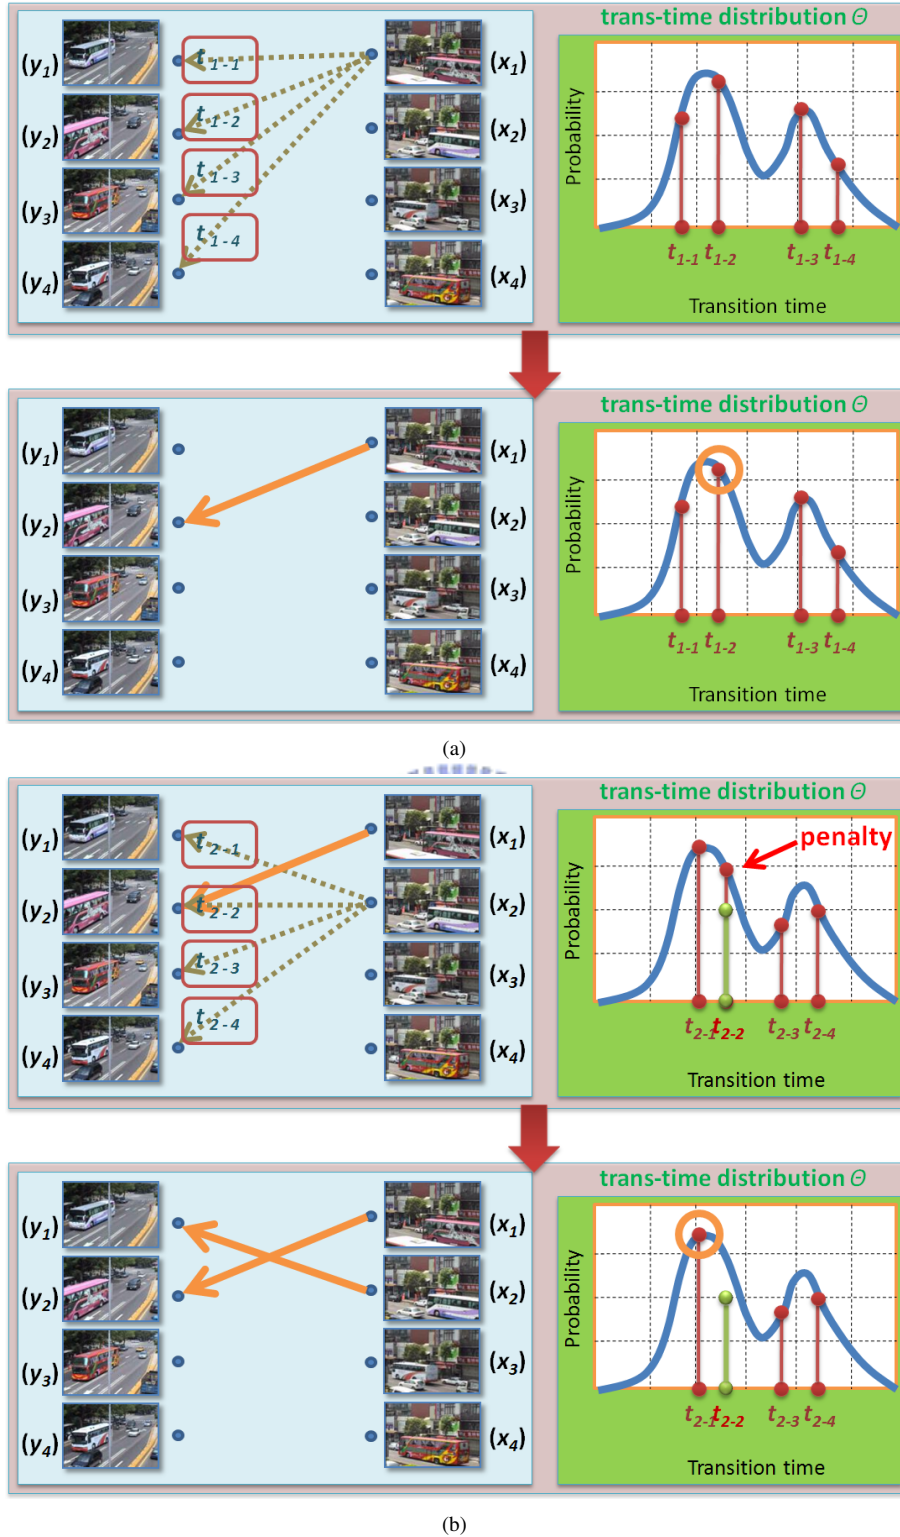 trans-time distribution Θ
(y1)
(y2)
(y3)
(y4)
t1-1
t1-2
t1-3
t1-4
(x1)
(x2)
(x3)
(x4)
Probability
t1-1 t1-2 t1-3 t1-4
Transition time
trans-time distribution Θ
(y1)
(y2)
(y3)
(y4)
(x1)
(x2)
(x3)
(x4)
Probability
t1-1 t1-2 t1-3 t1-4
Transition time
(a)
trans-time distribution Θ
(y1)
(y2)
(y3)
(y4)
t2-1
t2-2
t2-3
t2-4
(x1)
(x2)
(x3)
(x4)
penalty
Probability
t2-1 t2-2 t2-3 t2-4
Transition time
trans-time distribution Θ
(y1)
(y2)
(y3)
(y4)
(x1)
(x2)
(x3)
(x4)
Probability
t2-1 t2-2 t2-3 t2-4
Transition time
(b)